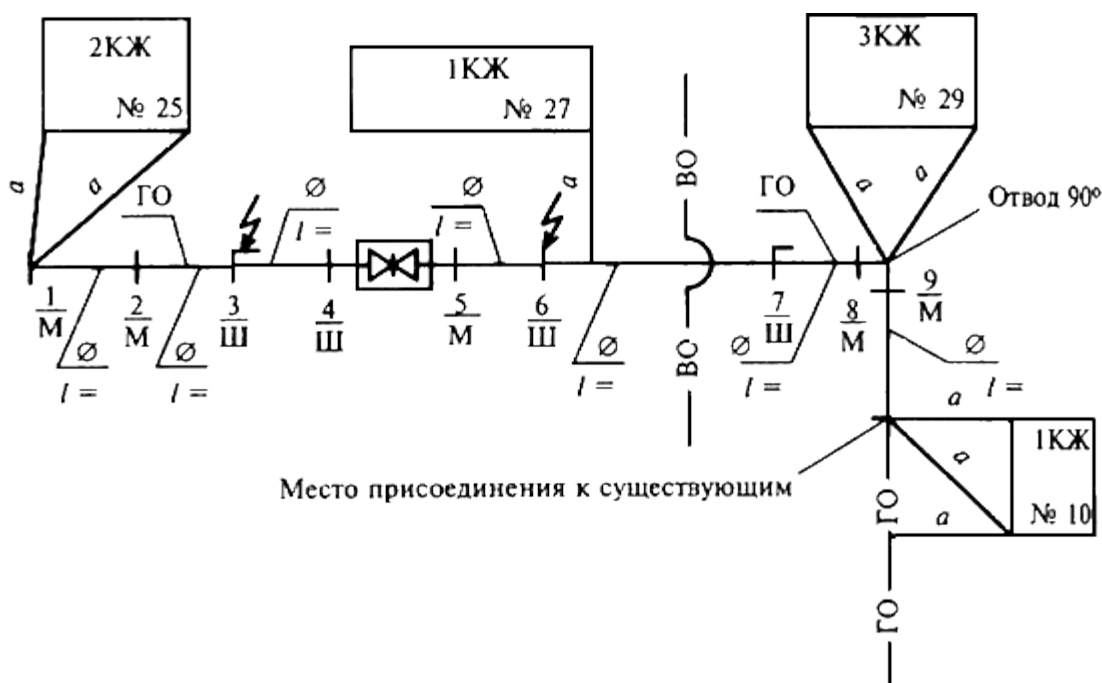 2КЖ
№ 25
1КЖ
№ 27
3КЖ
№ 29
ВО
ВО
а
а
ГО
∅
l =
∅
l =
а
ГО
а
а
Отвод 90°
1
М
2
М
3
Ш
4
Ш
5
М
6
Ш
7
Ш
8
М
9
М
∅
l =
∅
l =
∅
l =
∅
l =
∅
l =
а
а
а
1КЖ
№ 10
Место присоединения к существующим
ГО
ГО